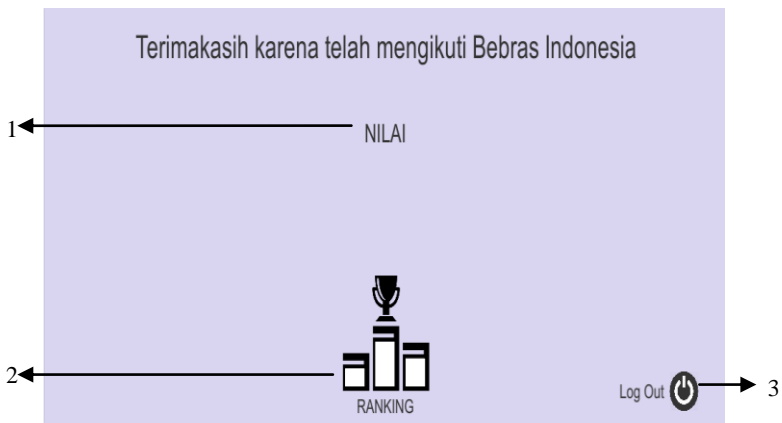 Terimakasih karena telah mengikuti Bebras Indonesia
1
NILAI
2
RANKING
Log Out
3